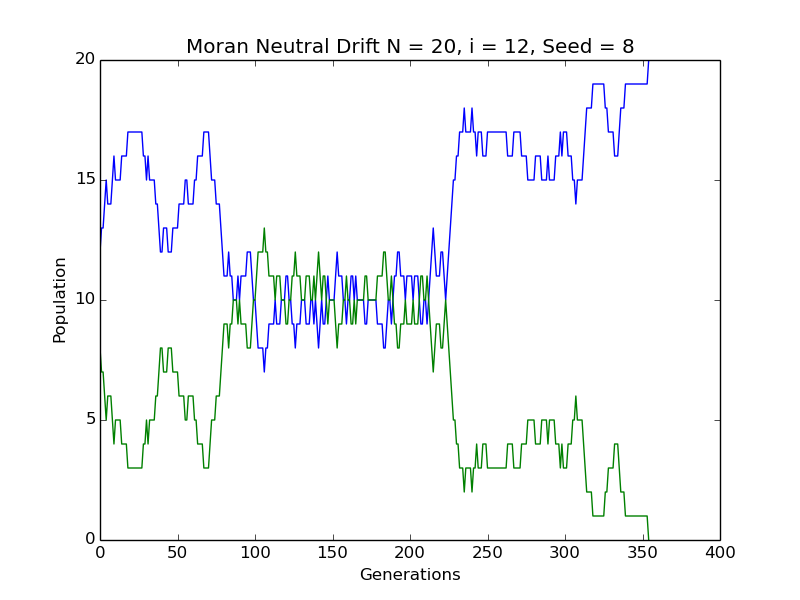 Moran Neutral Drift N = 20, i = 12, Seed = 8
20
15
10
5
0
Population
0 50 100 150 200 250 300 350 400
Generations